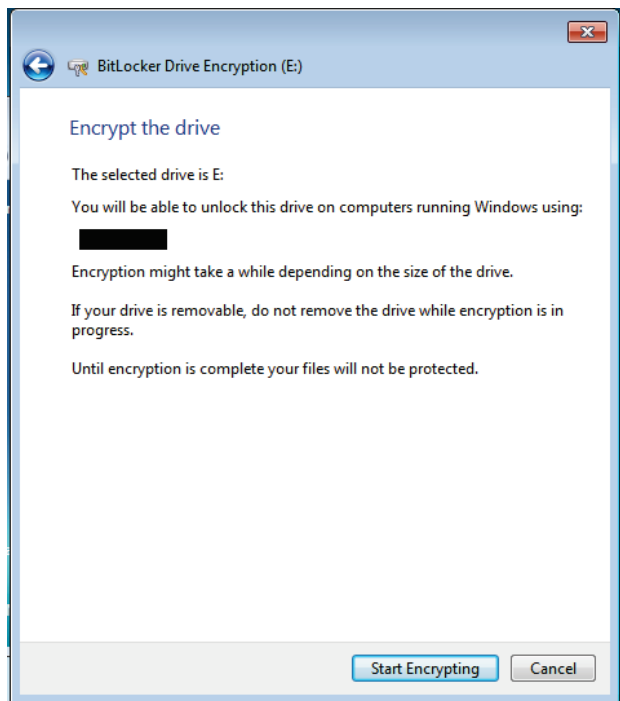 BitLocker Drive Encryption (E:)
Encrypt the drive
The selected drive is E:
You will be able to unlock this drive on computers running Windows using:
Encryption might take a while depending on the size of the drive.
If your drive is removable, do not remove the drive while encryption is in
progress.
Until encryption is complete your files will not be protected.
Start Encrypting Cancel